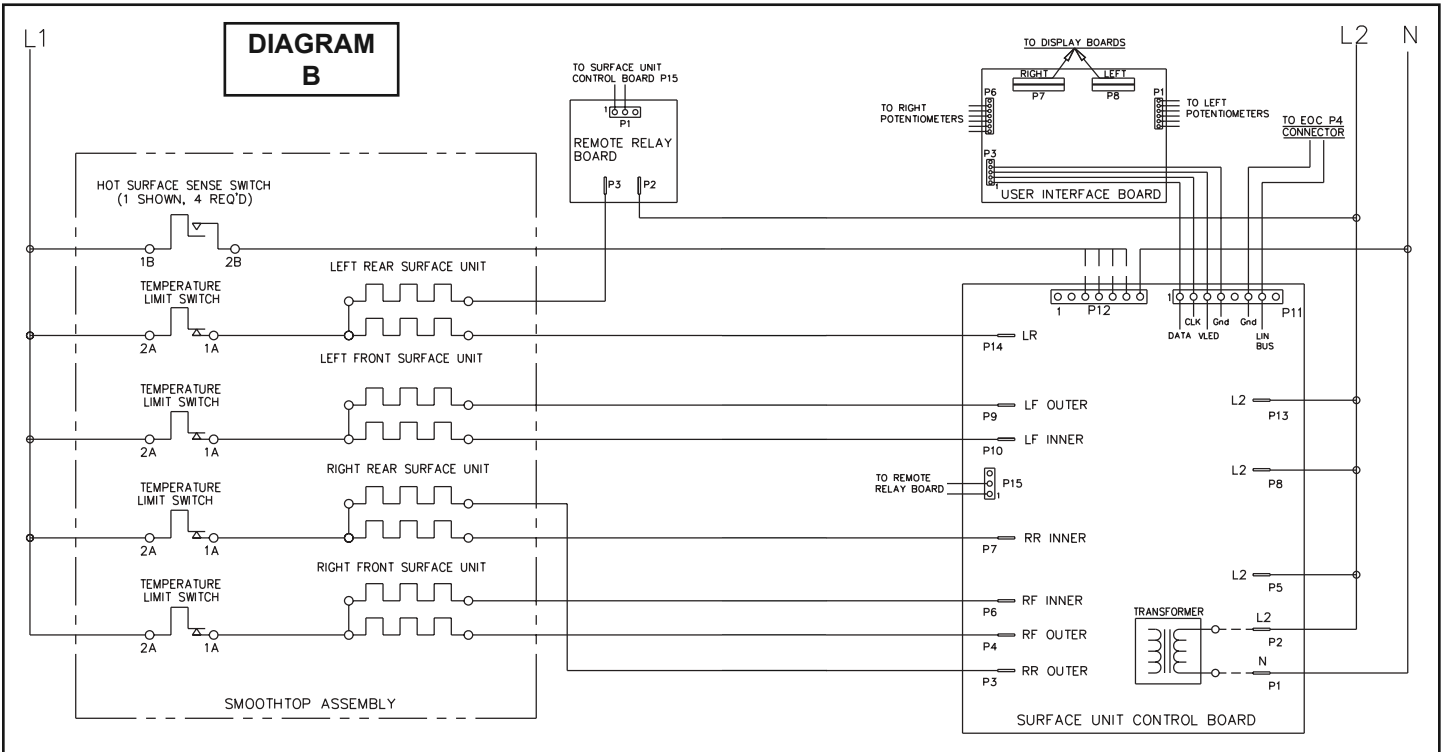 L1
DIAGRAM
B
L2
N
TO SURFACE UNIT
CONTROL BOARD P15
1
P1
REMOTE RELAY
BOARD
P3
P2
TO DISPLAY BOARDS
RIGHT
P7
LEFT
P8
P6
P1
TO RIGHT
POTENTIOMETERS
TO LEFT
POTENTIOMETERS
P3
1
USER INTERFACE BOARD
TO EOC P4
CONNECTOR
HOT SURFACE SENSE SWITCH
(1 SHOWN, 4 REQ'D)
1B
2B
LEFT REAR SURFACE UNIT
TEMPERATURE
LIMIT SWITCH
2A
1A
LEFT FRONT SURFACE UNIT
TEMPERATURE
LIMIT SWITCH
2A
1A
RIGHT REAR SURFACE UNIT
TEMPERATURE
LIMIT SWITCH
2A
1A
RIGHT FRONT SURFACE UNIT
TEMPERATURE
LIMIT SWITCH
2A
1A
SMOOTHTOP ASSEMBLY
1
P12
1
P11
DATA
CLK
VLED
Gnd
Gnd
LIN
BUS
P14
LR
P9
LF OUTER
P10
LF INNER
TO REMOTE
RELAY BOARD
P15
1
P7
RR INNER
P6
RF INNER
P4
RF OUTER
P3
RR OUTER
L2
P13
L2
P8
L2
P5
TRANSFORMER
L2
P2
N
P1
SURFACE UNIT CONTROL BOARD